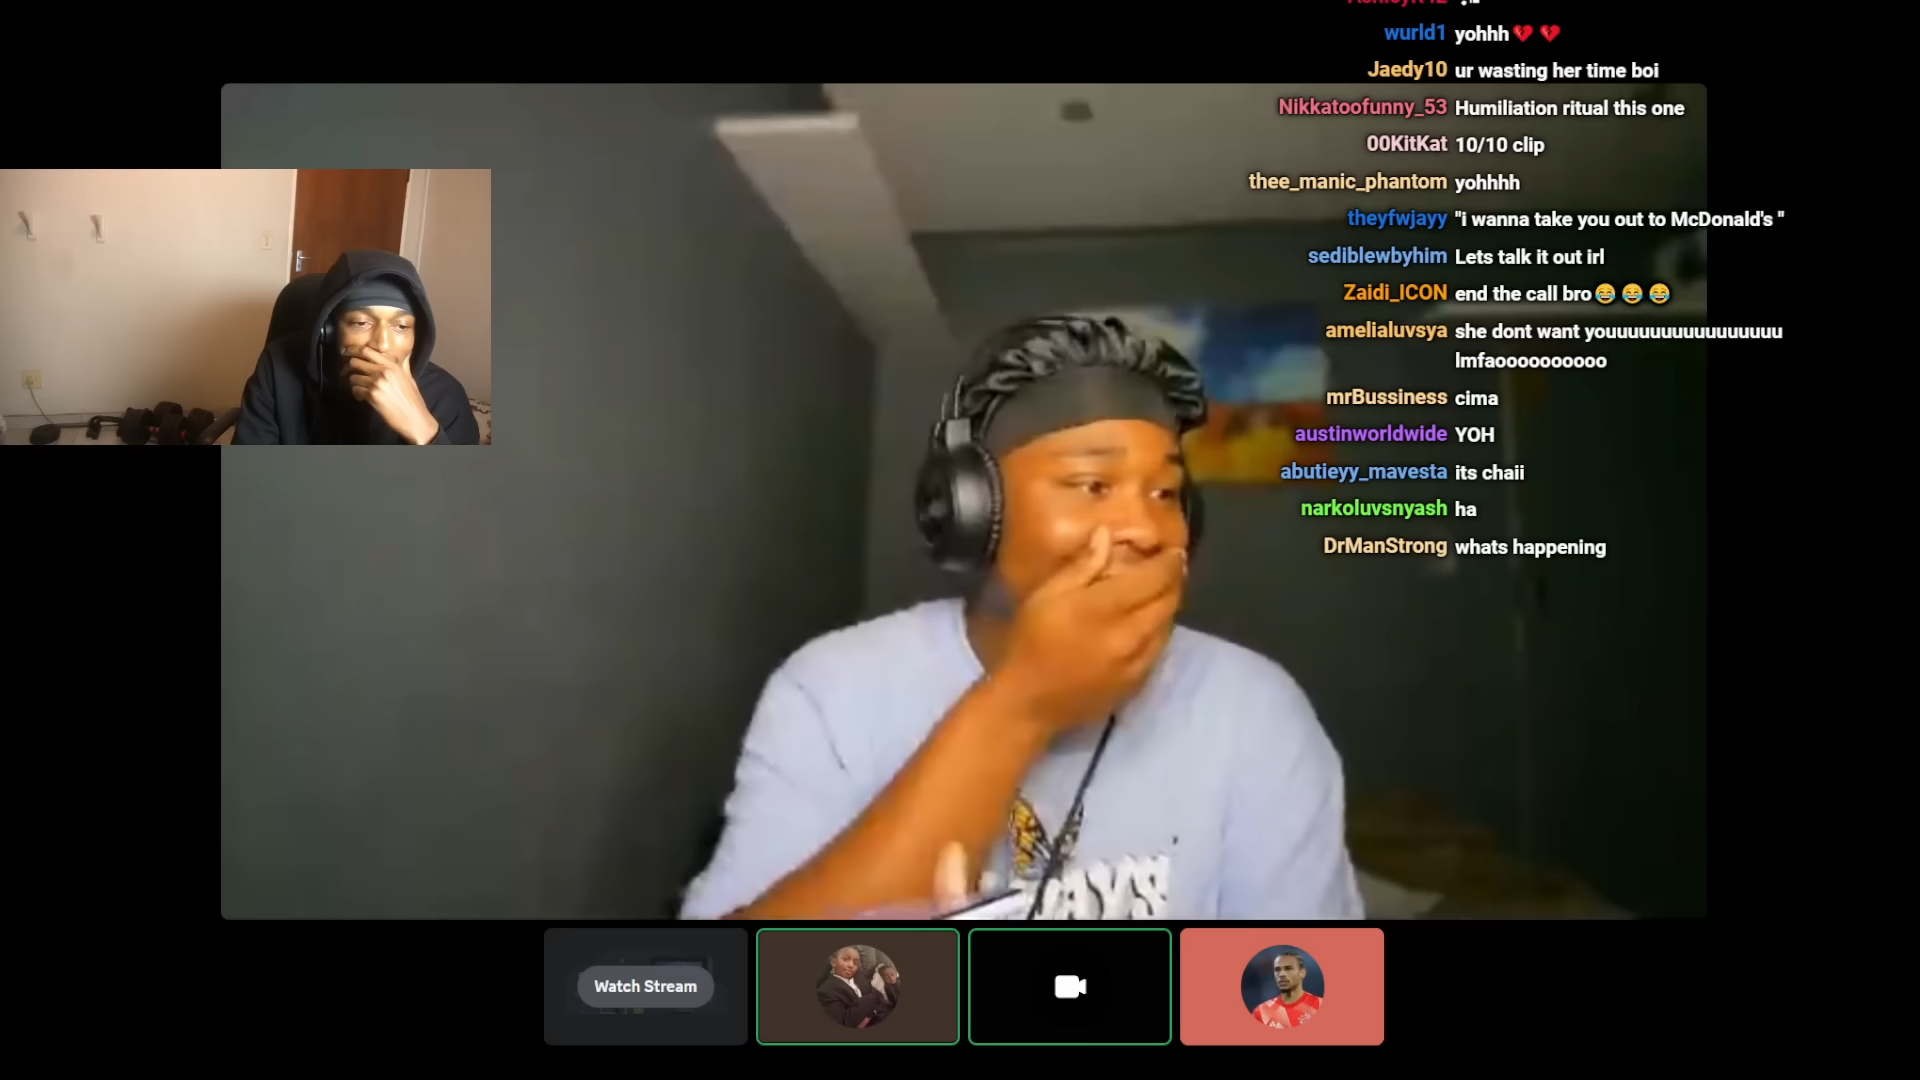 wurld1 yohhh💔 💔
Jaedy10 ur wasting her time boi
Nikkatoofunny_53 Humiliation ritual this one
00KitKat 10/10 clip
thee_manic_phantom yohhhh
theyfwjayy "i wanna take you out to McDonald's "
sediblewbyhim Lets talk it out irl
Zaidi_ICON end the call bro😂 😂 😂
amelialuvsya she dont want youuuuuuuuuuuuuuuuu
lmfaoooooooooo
mrBussiness cima
austinworldwide YOH
abutieyy_mavesta its chaii
narkoluvsnyash ha
DrManStrong whats happening
Watch Stream